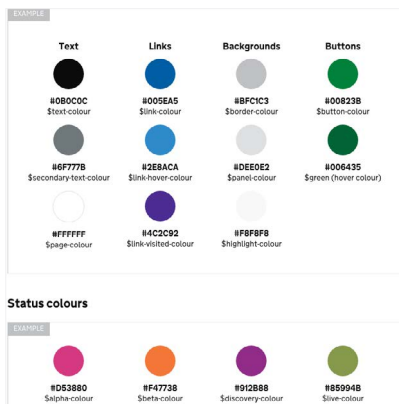 EXAMPLE
Text Links Backgrounds Buttons
#0B0C0C #005EA5 #BFC1C3 #00823B
$text-colour $link-colour $border-colour $button-colour
#6F777B #2E8ACA #DEE0E2 #006435
$secondary-text-colour $link-hover-colour $panel-colour $green (hover colour)
#FFFFFF #4C2C92 #F8F8F8
$page-colour $link-visited-colour $highlight-colour
Status colours
EXAMPLE
#D53880 #F47738 #912B88 #85994B
$alpha-colour $beta-colour $discovery-colour $live-colour